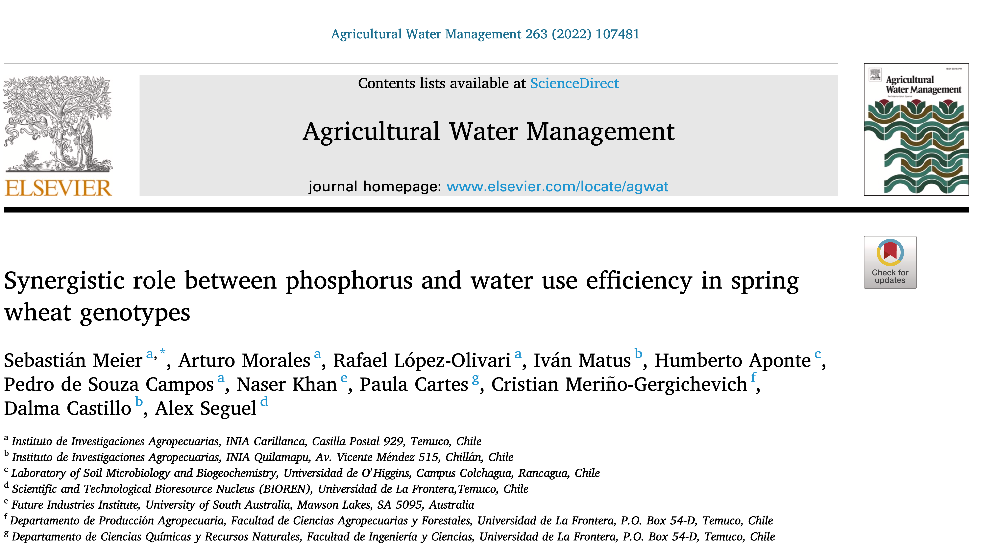 Agricultural Water Management 263 (2022) 107481
Contents lists available at ScienceDirect
Agricultural Water Management
journal homepage: www.elsevier.com/locate/agwat
NON SOLUS
ELSEVIER
ISSN 0378-3774
ELSEVIER
Agricultural
Water Management
An International Journal
Check for
updates
Synergistic role between phosphorus and water use efficiency in spring
wheat genotypes
Sebastián Meier a,*, Arturo Morales a, Rafael López-Olivari a, Iván Matus b, Humberto Aponte c,
Pedro de Souza Campos a, Naser Khan e, Paula Cartes g, Cristian Meriño-Gergichevich f,
Dalma Castillo b, Alex Seguel d
a Instituto de Investigaciones Agropecuarias, INIA Carillanca, Casilla Postal 929, Temuco, Chile
b Instituto de Investigaciones Agropecuarias, INIA Quilamapu, Av. Vicente Méndez 515, Chillán, Chile
c Laboratory of Soil Microbiology and Biogeochemistry, Universidad de O′Higgins, Campus Colchagua, Rancagua, Chile
d Scientific and Technological Bioresource Nucleus (BIOREN), Universidad de La Frontera,Temuco, Chile
e Future Industries Institute, University of South Australia, Mawson Lakes, SA 5095, Australia
f Departamento de Producción Agropecuaria, Facultad de Ciencias Agropecuarias y Forestales, Universidad de La Frontera, P.O. Box 54-D, Temuco, Chile
g Departamento de Ciencias Químicas y Recursos Naturales, Facultad de Ingeniería y Ciencias, Universidad de La Frontera, P.O. Box 54-D, Temuco, Chile